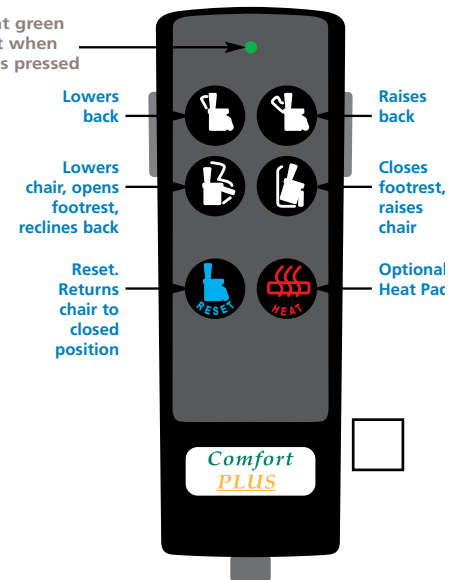 green
when
pressed
Lowers
back
Raises
back
Lowers
chair, opens
footrest,
reclines back
Closes
footrest,
raises
chair
Reset.
Returns
chair to
closed
position
Optional
Heat Pad
RESET
HEAT
Comfort
PLUS